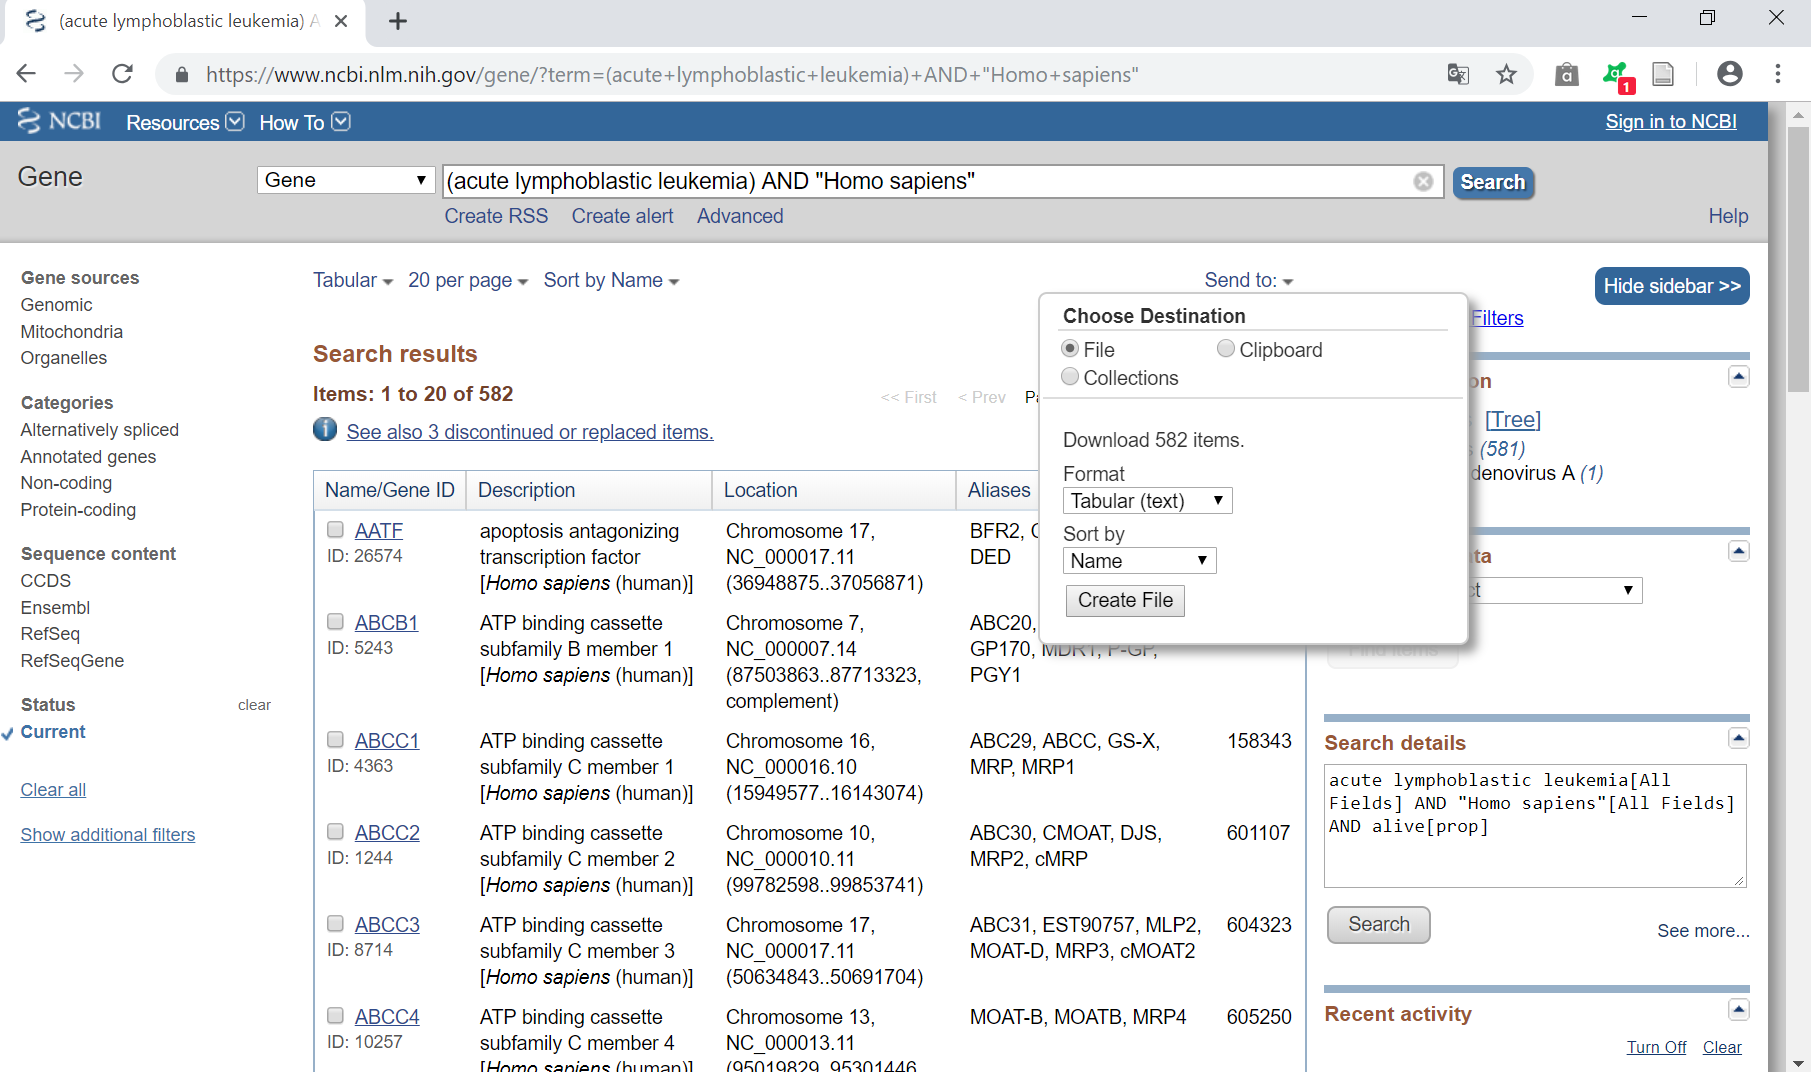 (acute lymphoblastic leukemia) A
https://www.ncbi.nlm.nih.gov/gene/?term=(acute+lymphoblastic+leukemia)+AND+"Homo+sapiens"
1
NCBI Resources How To Sign in to NCBI
Gene
Gene
(acute lymphoblastic leukemia) AND "Homo sapiens"
Search
Create RSS Create alert Advanced
Help
Gene sources
Genomic
Mitochondria
Organelles
Categories
Alternatively spliced
Annotated genes
Non-coding
Protein-coding
Sequence content
CCDS
Ensembl
RefSeq
RefSeqGene
Status clear
Current
Clear all
Show additional filters
Tabular 20 per page Sort by Name
Send to:
Search results
Items: 1 to 20 of 582
<< First < Prev
See also 3 discontinued or replaced items.
Name/Gene ID Description Location Aliases
AATF
ID: 26574
apoptosis antagonizing
transcription factor
[Homo sapiens (human)]
Chromosome 17,
NC_000017.11
(36948875..37056871)
BFR2,
DED
ABCB1
ID: 5243
ATP binding cassette
subfamily B member 1
[Homo sapiens (human)]
Chromosome 7,
NC_000007.14
(87503863..87713323,
complement)
ABC20,
GP170, MDR1, P-GP,
PGY1
ABCC1
ID: 4363
ATP binding cassette
subfamily C member 1
[Homo sapiens (human)]
Chromosome 16,
NC_000016.10
(15949577..16143074)
ABC29, ABCC, GS-X,
MRP, MRP1
158343
ABCC2
ID: 1244
ATP binding cassette
subfamily C member 2
[Homo sapiens (human)]
Chromosome 10,
NC_000010.11
(99782598..99853741)
ABC30, CMOAT, DJS,
MRP2, cMRP
601107
ABCC3
ID: 8714
ATP binding cassette
subfamily C member 3
[Homo sapiens (human)]
Chromosome 17,
NC_000017.11
(50634843..50691704)
ABC31, EST90757, MLP2,
MOAT-D, MRP3, cMOAT2
604323
ABCC4
ID: 10257
ATP binding cassette
subfamily C member 4
[Homo sapiens (human)]
Chromosome 13,
NC_000013.11
(95019829..95301446
MOAT-B, MOATB, MRP4
605250
Choose Destination
File Clipboard
Collections
Download 582 items.
Format
Tabular (text)
Sort by
Name
Create File
Hide sidebar >>
Filters
[Tree]
(581)
denovirus A (1)
Find items
Search details
acute lymphoblastic leukemia[All
Fields] AND "Homo sapiens"[All Fields]
AND alive[prop]
Search
See more...
Recent activity
Turn Off Clear